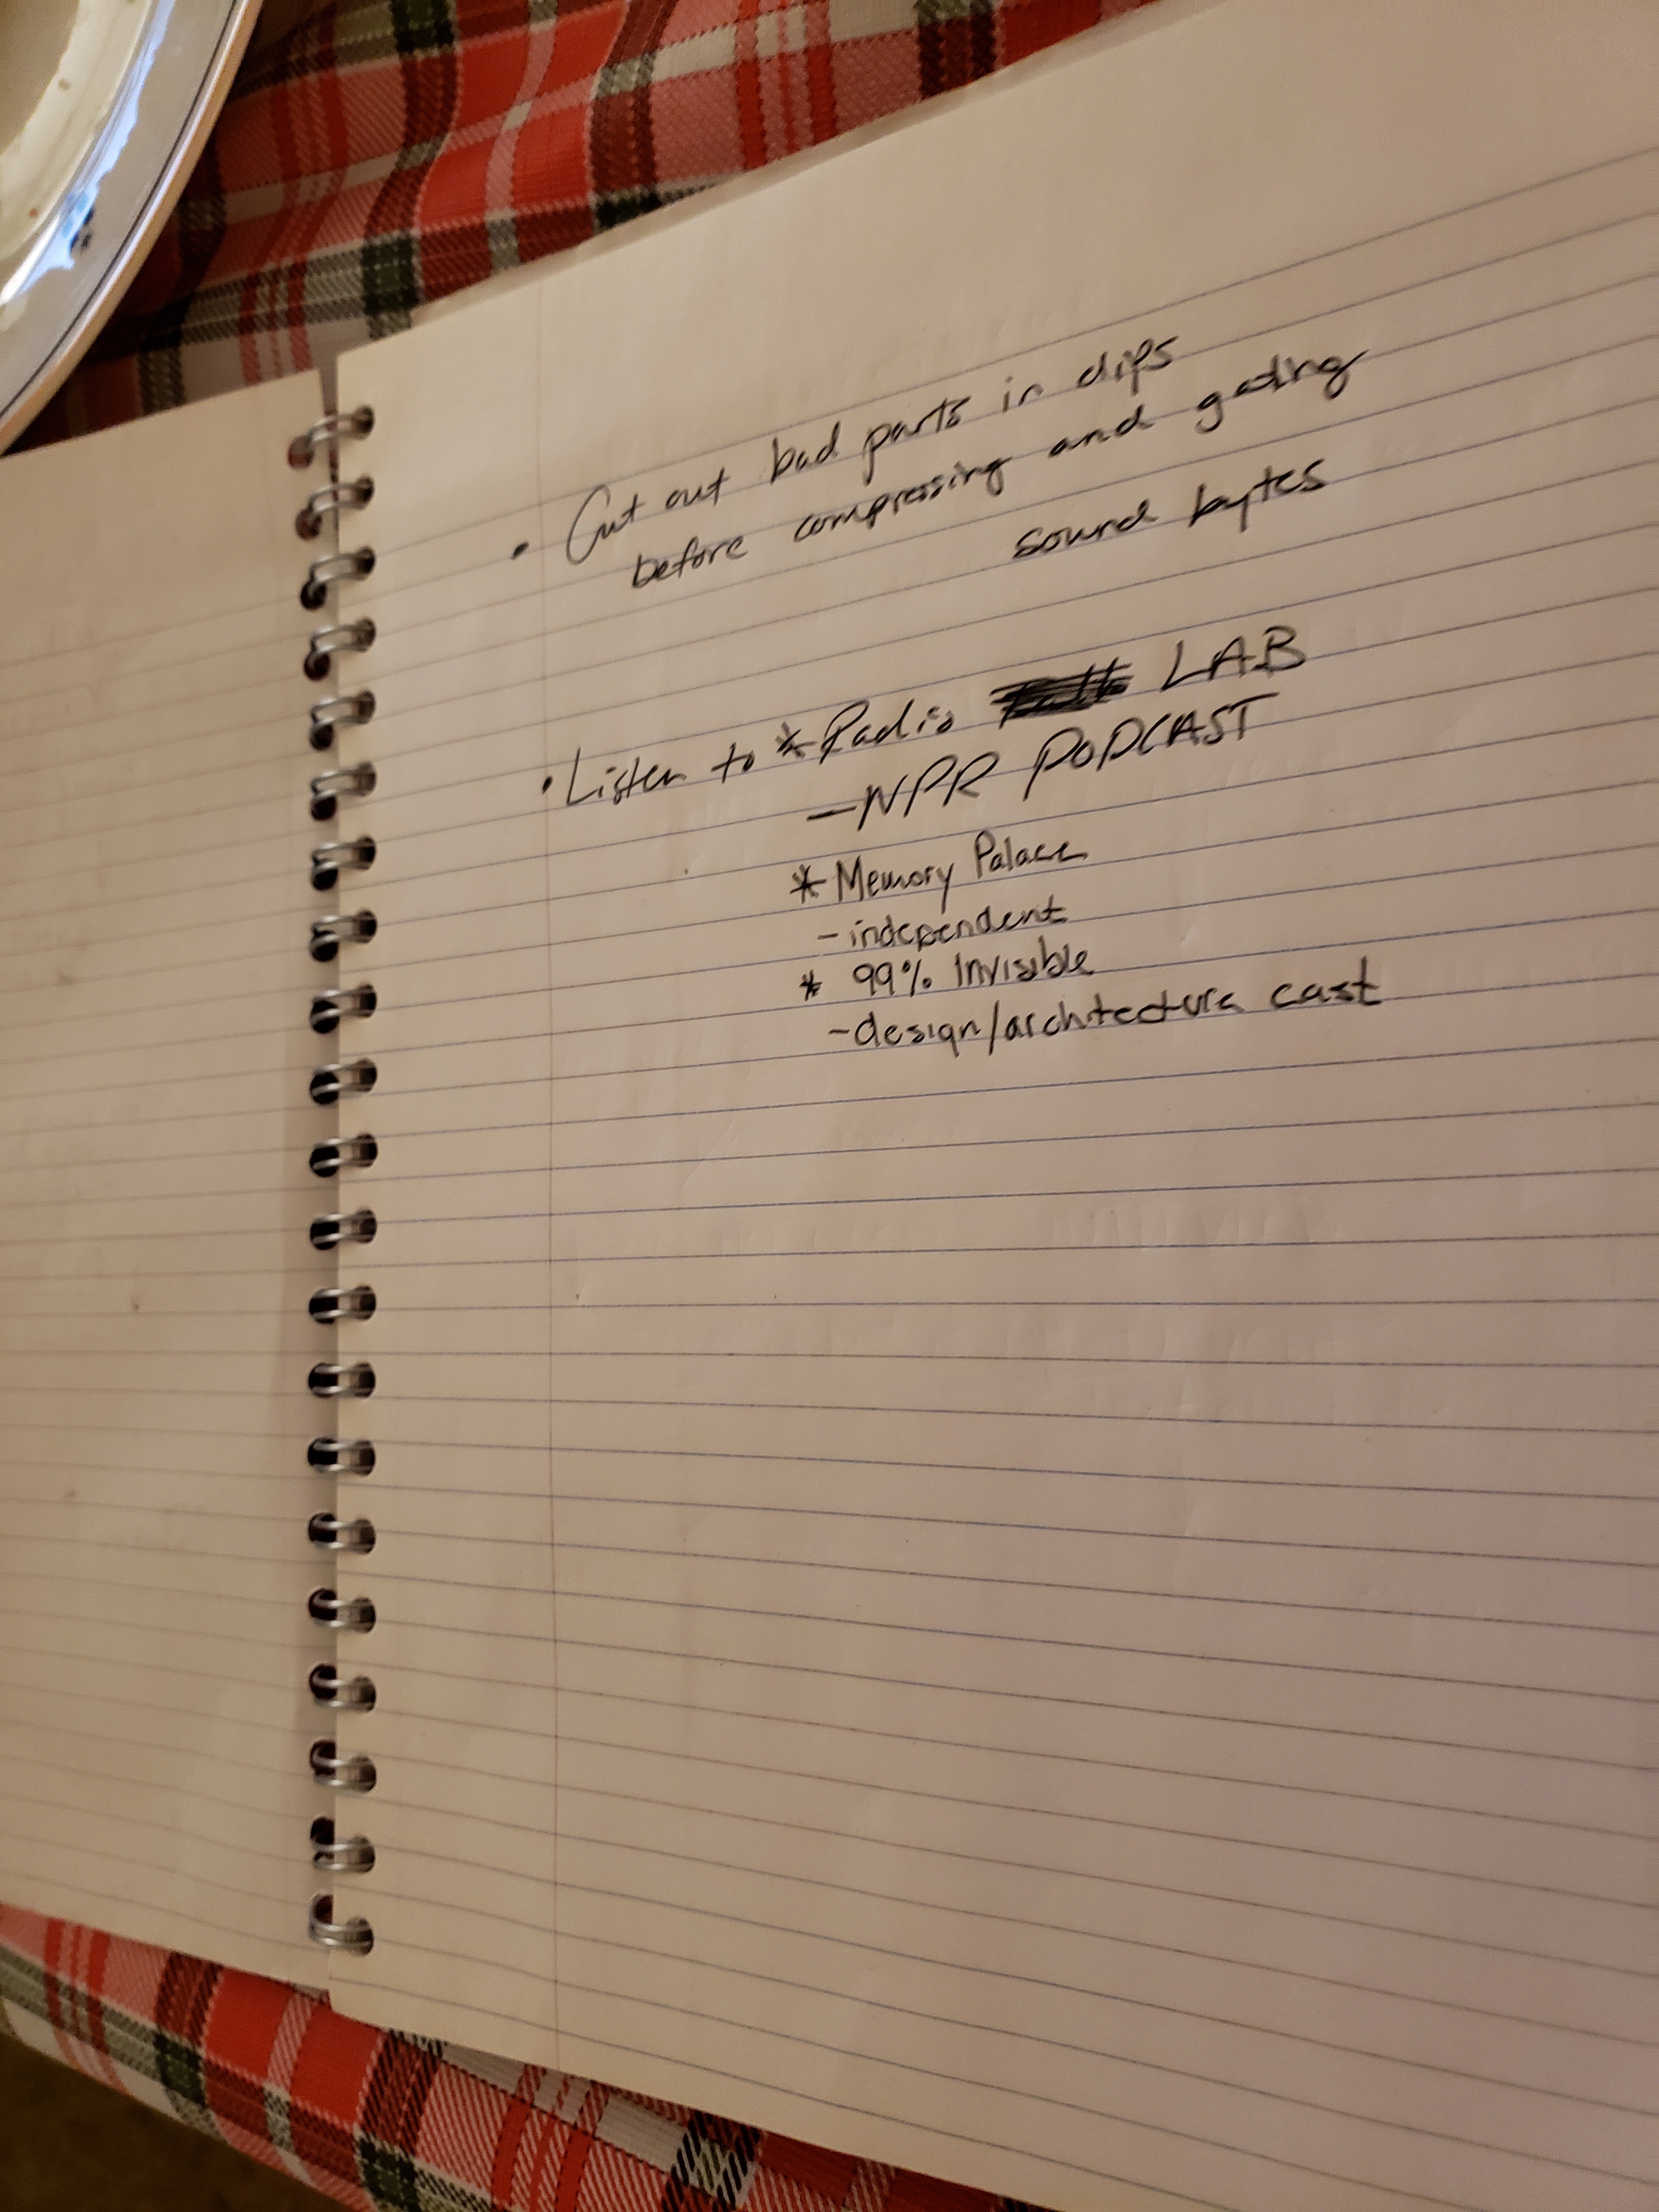 • Cut out bad parts in clips
before compressing and gating
sound bytes
• Listen to * Radio LAB
— NPR PODCAST
* Memory Palace
- independent
* 99% Invisible
- design/architecture cast